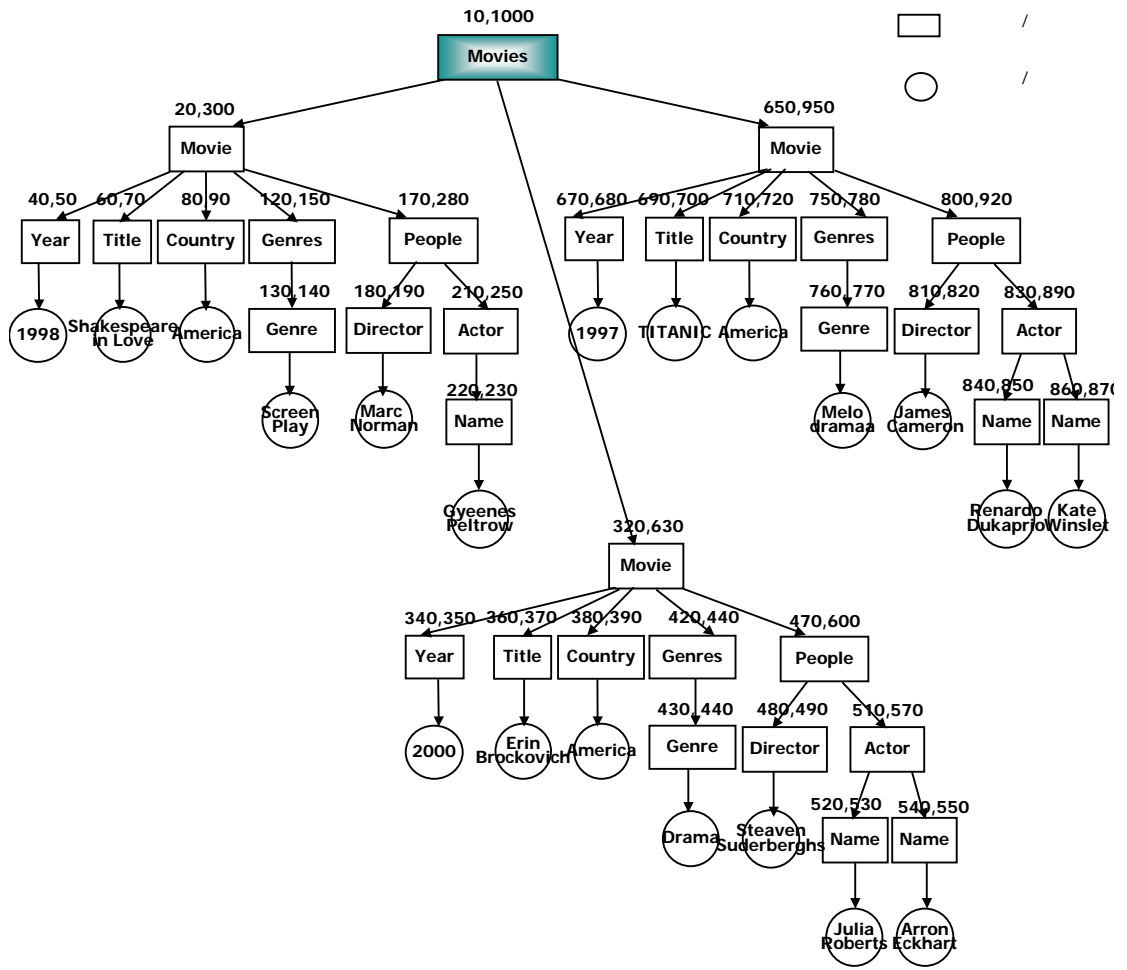 10,1000
Movies
/
/
20,300
Movie
650,950
Movie
40,50
60,70
80,90
120,150
170,280
Year
Title
Country
Genres
People
670,680
690,700
710,720
750,780
800,920
Year
Title
Country
Genres
People
1998
Shakespeare
in Love
America
130,140
Genre
180,190
Director
210,250
Actor
1997
TITANIC
America
760,770
Genre
810,820
Director
830,890
Actor
Screen
Play
Marc
Norman
220,230
Name
Melo
dramaa
James
Cameron
840,850
Name
860,870
Name
Gyeenes
Peltrow
Renardo
Dukaprio
Kate
Winslet
320,630
Movie
340,350
360,370
380,390
420,440
470,600
Year
Title
Country
Genres
People
2000
Erin
Brockovich
America
430,440
Genre
480,490
Director
510,570
Actor
Drama
Steaven
Suderberghs
520,530
Name
540,550
Name
Julia
Roberts
Arron
Eckhart